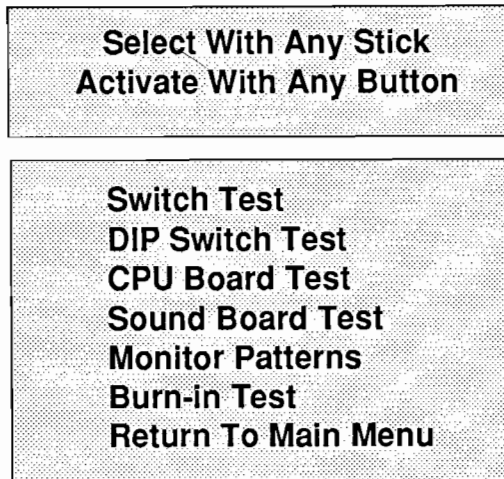 Select With Any Stick
Activate With Any Button
Switch Test
DIP Switch Test
CPU Board Test
Sound Board Test
Monitor Patterns
Burn-in Test
Return To Main Menu